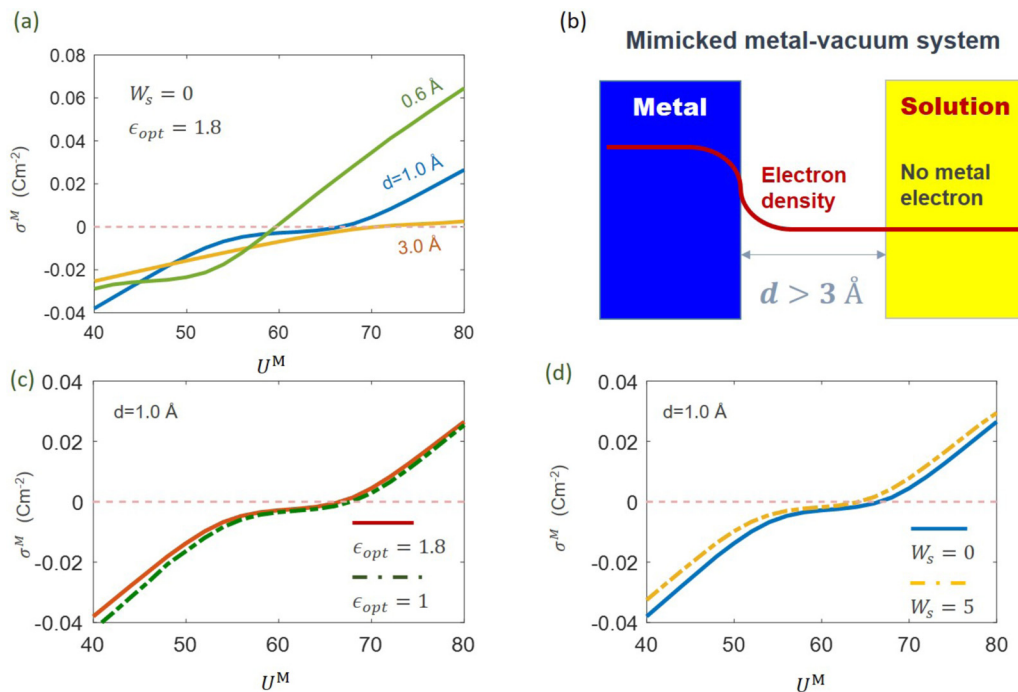 (a)
0.08
0.06
0.04
0.02
0
-0.02
-0.04
σ^M (Cm⁻²)
W_s = 0
ϵ_opt = 1.8
0.6 Å
d=1.0 Å
3.0 Å
40 50 60 70 80
U^M
(b)
Mimicked metal-vacuum system
Metal
Solution
Electron
density
No metal
electron
d > 3 Å
(c)
0.04
0.02
0
-0.02
-0.04
σ^M (Cm⁻²)
d=1.0 Å
ϵ_opt = 1.8
ϵ_opt = 1
40 50 60 70 80
U^M
(d)
0.04
0.02
0
-0.02
-0.04
σ^M (Cm⁻²)
d=1.0 Å
W_s = 0
W_s = 5
40 50 60 70 80
U^M